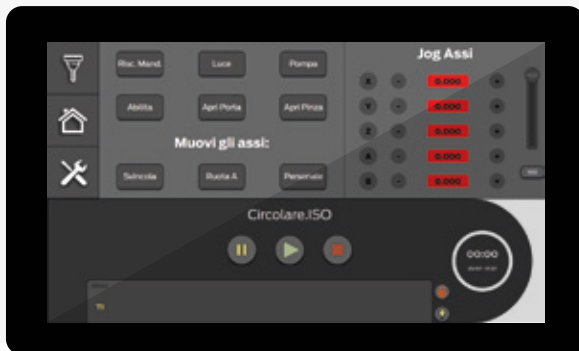 Risc. Mand.
Luce
Pompa
Abilita
Apri Porta
Apri Pinza
Muovi gli assi:
Svincola
Ruota A
Personale
Jog Assi
X - 0.000 +
Y - 0.000 +
Z - 0.000 +
A - 0.000 +
B - 0.000 +
Circolare.ISO
00:00